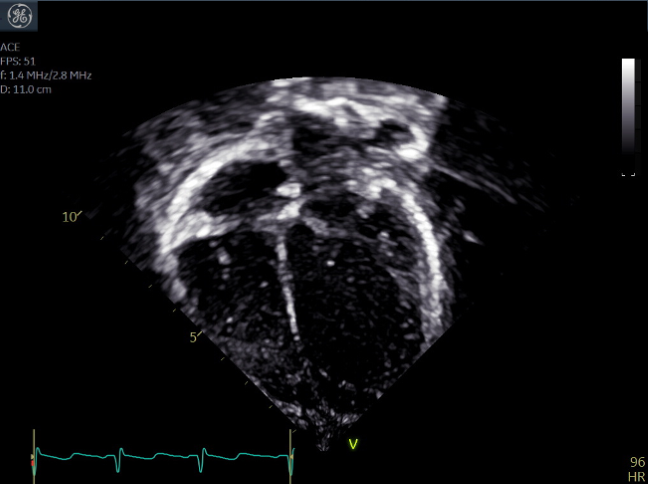 GE
ACE
FPS: 51
f: 1.4 MHz/2.8 MHz
D: 11.0 cm
10
5
V
96
HR